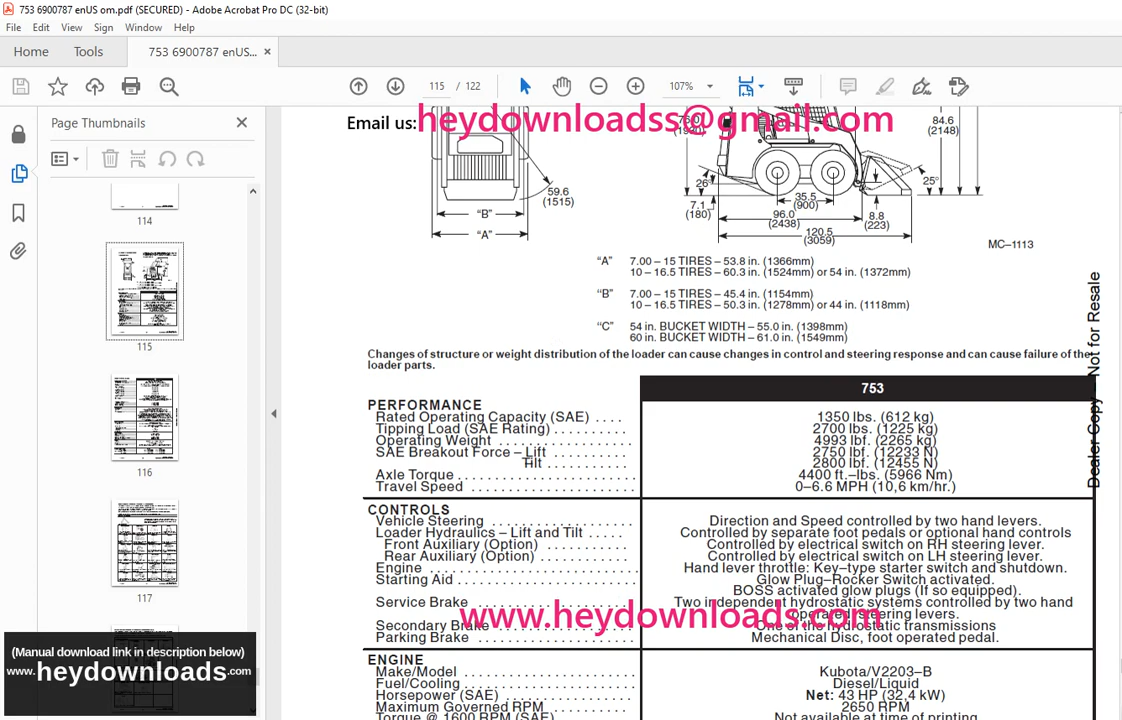 753 6900787 enUS om.pdf (SECURED) - Adobe Acrobat Pro DC (32-bit)
File Edit View Sign Window Help
Home Tools 753 6900787 enUS... ×
115 / 122 107%
Page Thumbnails
114
115
116
117
Email us:heydownloadss@gmail.com
59.6
(1515)
"B"
"A"
84.6
(2148)
26°
25°
7.1
(180)
35.5
(900)
96.0
(2438)
8.8
(223)
120.5
(3059)
MC–1113
"A" 7.00 – 15 TIRES – 53.8 in. (1366mm)
10 – 16.5 TIRES – 60.3 in. (1524mm) or 54 in. (1372mm)
"B" 7.00 – 15 TIRES – 45.4 in. (1154mm)
10 – 16.5 TIRES – 50.3 in. (1278mm) or 44 in. (1118mm)
"C" 54 in. BUCKET WIDTH – 55.0 in. (1398mm)
60 in. BUCKET WIDTH – 61.0 in. (1549mm)
Changes of structure or weight distribution of the loader can cause changes in control and steering response and can cause failure of the
loader parts.
753
PERFORMANCE
Rated Operating Capacity (SAE) . . . . 1350 lbs. (612 kg)
Tipping Load (SAE Rating) . . . . . . . . . . 2700 lbs. (1225 kg)
Operating Weight . . . . . . . . . . . . . . . . . . 4993 lbs. (2265 kg)
SAE Breakout Force – Lift . . . . . . . . . . 2750 lbf. (12233 N)
Tilt . . . . . . . . . . . 2800 lbf. (12455 N)
Axle Torque . . . . . . . . . . . . . . . . . . . . . . . 4400 ft.–lbs. (5966 Nm)
Travel Speed . . . . . . . . . . . . . . . . . . . . . 0–6.6 MPH (10,6 km/hr.)
CONTROLS
Vehicle Steering . . . . . . . . . . . . . . . . . . . Direction and Speed controlled by two hand levers.
Loader Hydraulics – Lift and Tilt . . . . . Controlled by separate foot pedals or optional hand controls
Front Auxiliary (Option) . . . . . . . . . . . Controlled by electrical switch on RH steering lever.
Rear Auxiliary (Option) . . . . . . . . . . . . Controlled by electrical switch on LH steering lever.
Engine . . . . . . . . . . . . . . . . . . . . . . . . . . . . Hand lever throttle: Key–type starter switch and shutdown.
Starting Aid . . . . . . . . . . . . . . . . . . . . . . . Glow Plug–Rocker Switch activated.
BOSS activated glow plugs (If so equipped).
Service Brake . . . . . . . . . . . . . . . . . . . . . Two independent hydrostatic systems controlled by two hand
operated steering levers.
www.heydownloads.com
Secondary Brake . . . . . . . . . . . . . . . . . . One of the hydrostatic transmissions
Parking Brake . . . . . . . . . . . . . . . . . . . . . Mechanical Disc, foot operated pedal.
ENGINE
Make/Model . . . . . . . . . . . . . . . . . . . . . . . Kubota/V2203–B
Fuel/Cooling . . . . . . . . . . . . . . . . . . . . . . Diesel/Liquid
Horsepower (SAE) . . . . . . . . . . . . . . . . . Net: 43 HP (32,4 kW)
Maximum Governed RPM . . . . . . . . . . 2650 RPM
Torque @ 1600 RPM (SAE) . . . . . . . . . Not available at time of printing
Dealer Copy – Not for Resale
(Manual download link in description below)
www.heydownloads.com